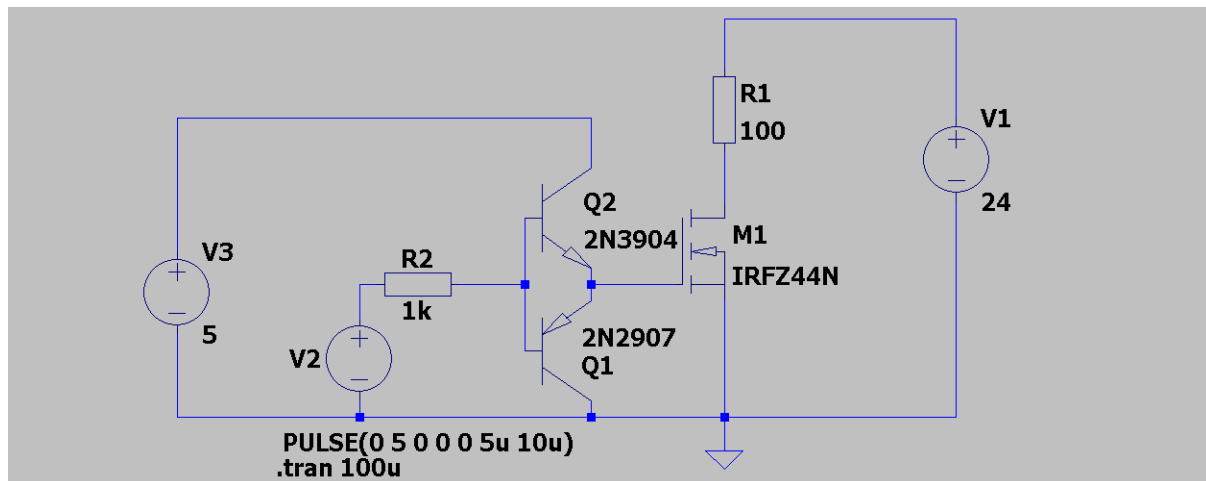 R1
100
V1
24
Q2
2N3904
M1
IRFZ44N
V3
5
R2
1k
V2
2N2907
Q1
PULSE(0 5 0 0 0 5u 10u)
.tran 100u